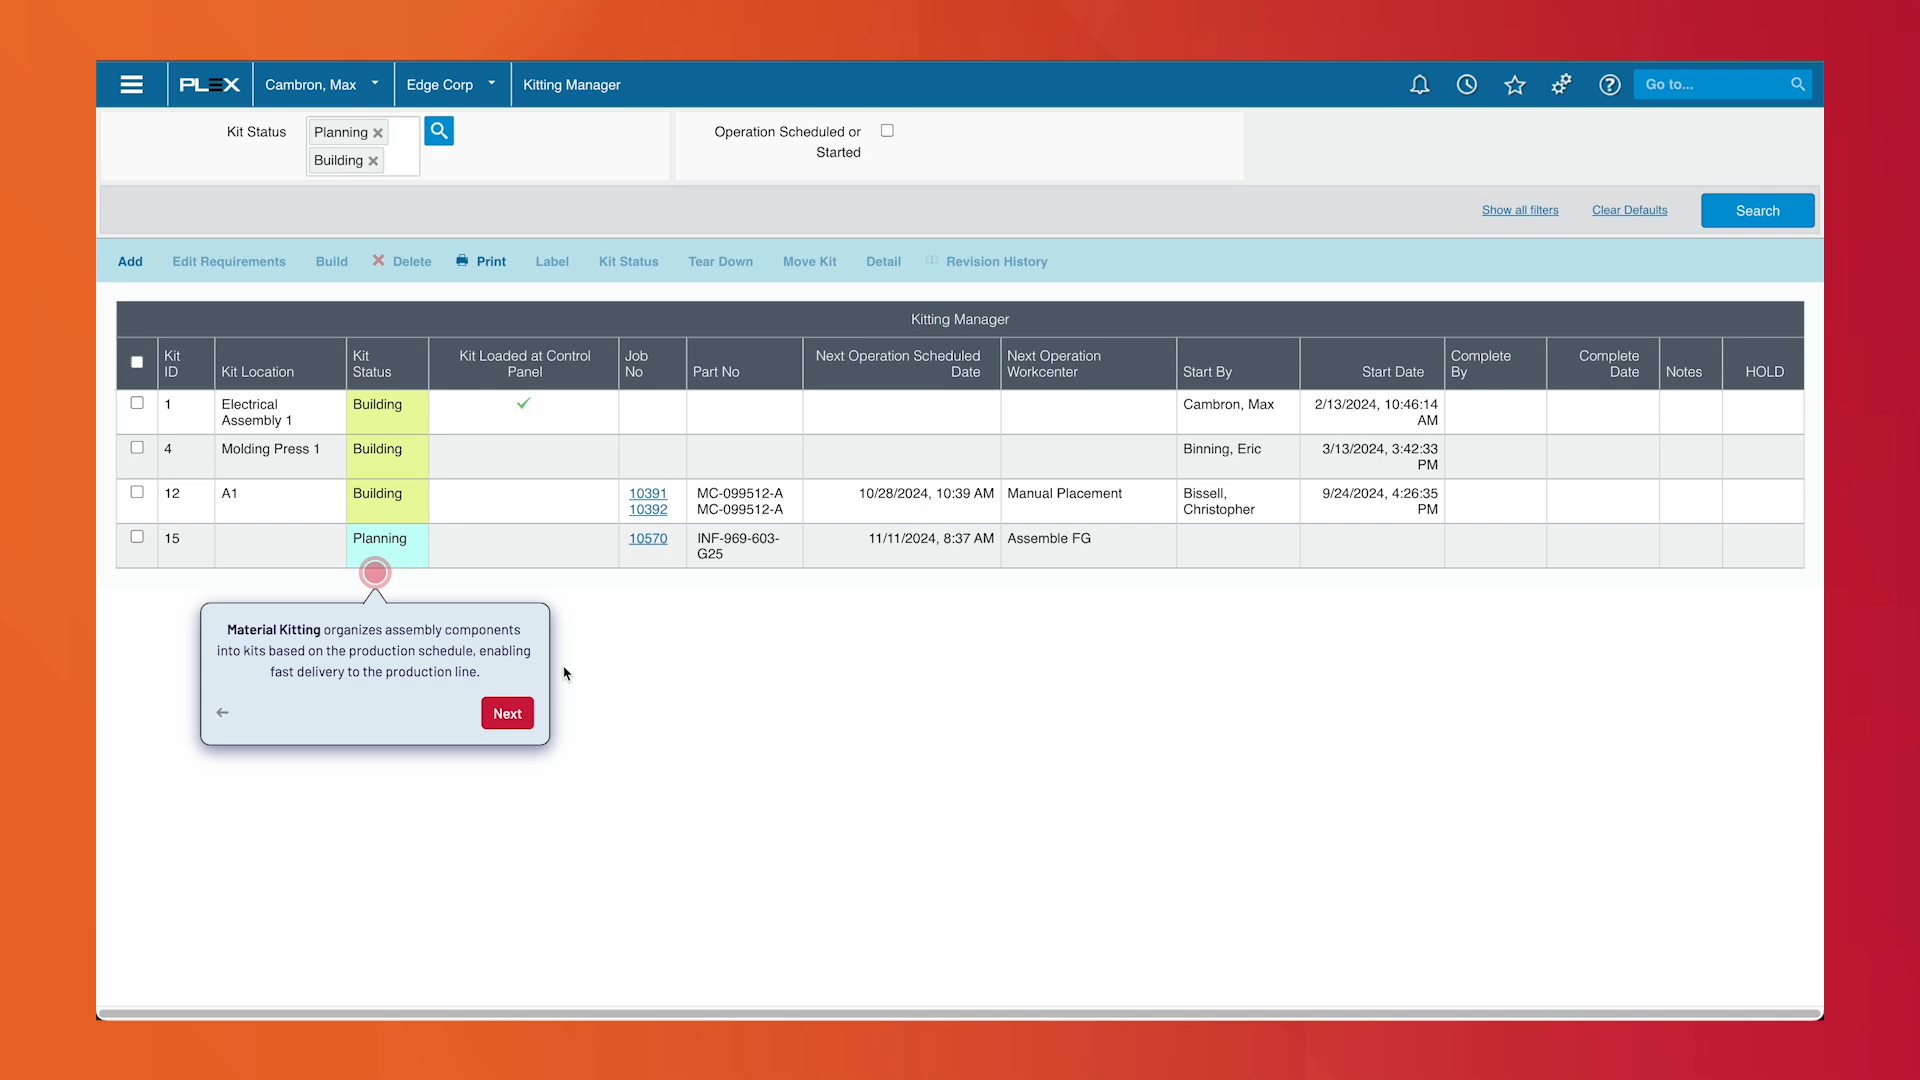 PLEX
Cambron, Max
Edge Corp
Kitting Manager
Go to...
Kit Status
Planning
Building
Operation Scheduled or
Started
Show all filters
Clear Defaults
Search
Add
Edit Requirements
Build
Delete
Print
Label
Kit Status
Tear Down
Move Kit
Detail
Revision History
Kitting Manager
Kit
ID
Kit Location
Kit
Status
Kit Loaded at Control
Panel
Job
No
Part No
Next Operation Scheduled
Date
Next Operation
Workcenter
Start By
Start Date
Complete
By
Complete
Date
Notes
HOLD
1
Electrical
Assembly 1
Building
Cambron, Max
2/13/2024, 10:46:14
AM
4
Molding Press 1
Building
Binning, Eric
3/13/2024, 3:42:33
PM
12
A1
Building
10391
10392
MC-099512-A
MC-099512-A
10/28/2024, 10:39 AM
Manual Placement
Bissell,
Christopher
9/24/2024, 4:26:35
PM
15
Planning
10570
INF-969-603-
G25
11/11/2024, 8:37 AM
Assemble FG
Material Kitting organizes assembly components
into kits based on the production schedule, enabling
fast delivery to the production line.
Next